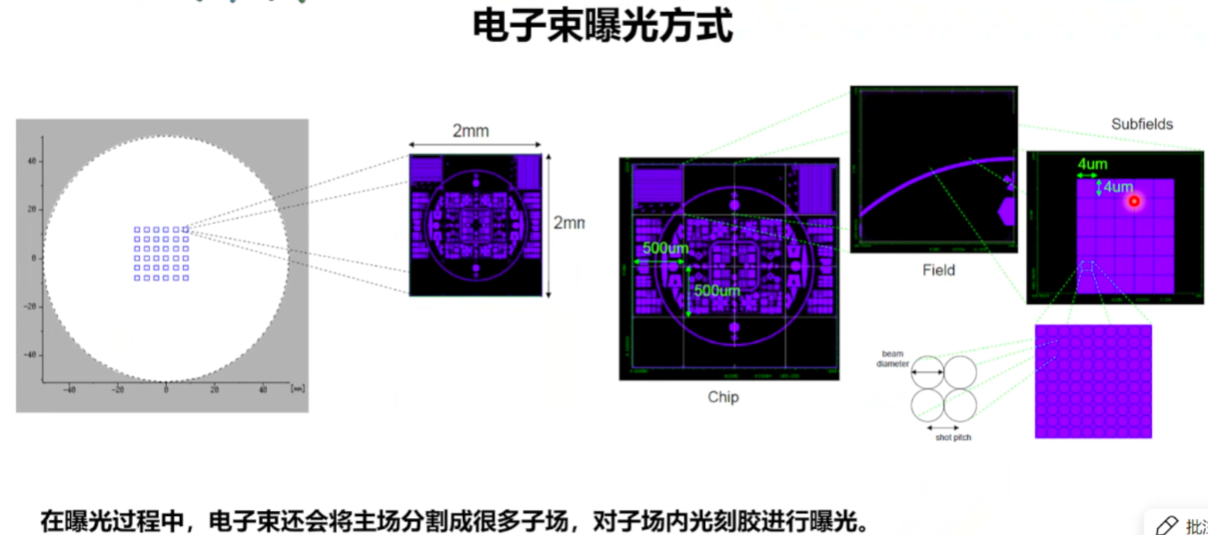 电子束曝光方式
2mm
2mm
40
20
0
-20
-40
-40
-20
0
20
40
[mm]
500um
500um
Chip
Field
Subfields
4um
4um
beam
diameter
shot pitch
在曝光过程中，电子束还会将主场分割成很多子场，对子场内光刻胶进行曝光。